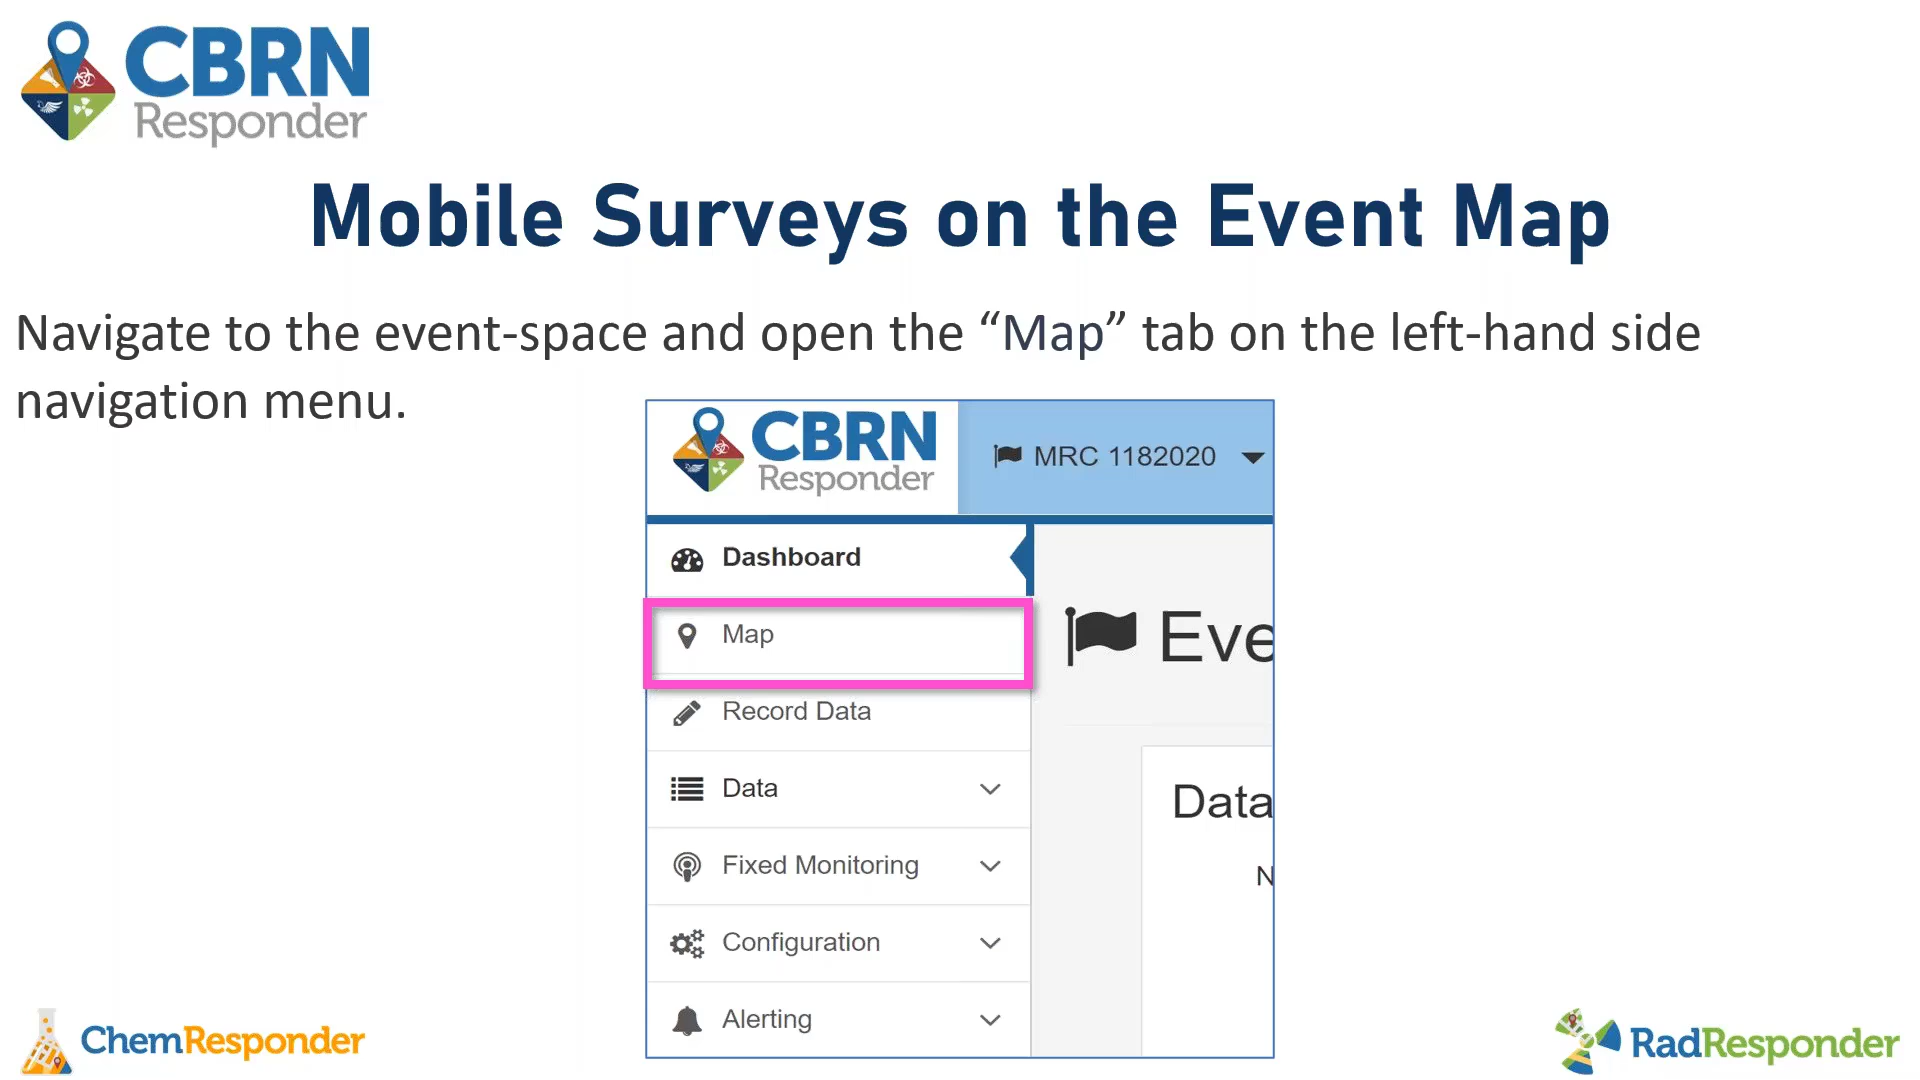 CBRN
Responder
Mobile Surveys on the Event Map
Navigate to the event-space and open the “Map” tab on the left-hand side
navigation menu.
CBRN
Responder
MRC 1182020
Dashboard
Map
Eve
Record Data
Data
Data
Fixed Monitoring
N
Configuration
Alerting
ChemResponder
RadResponder